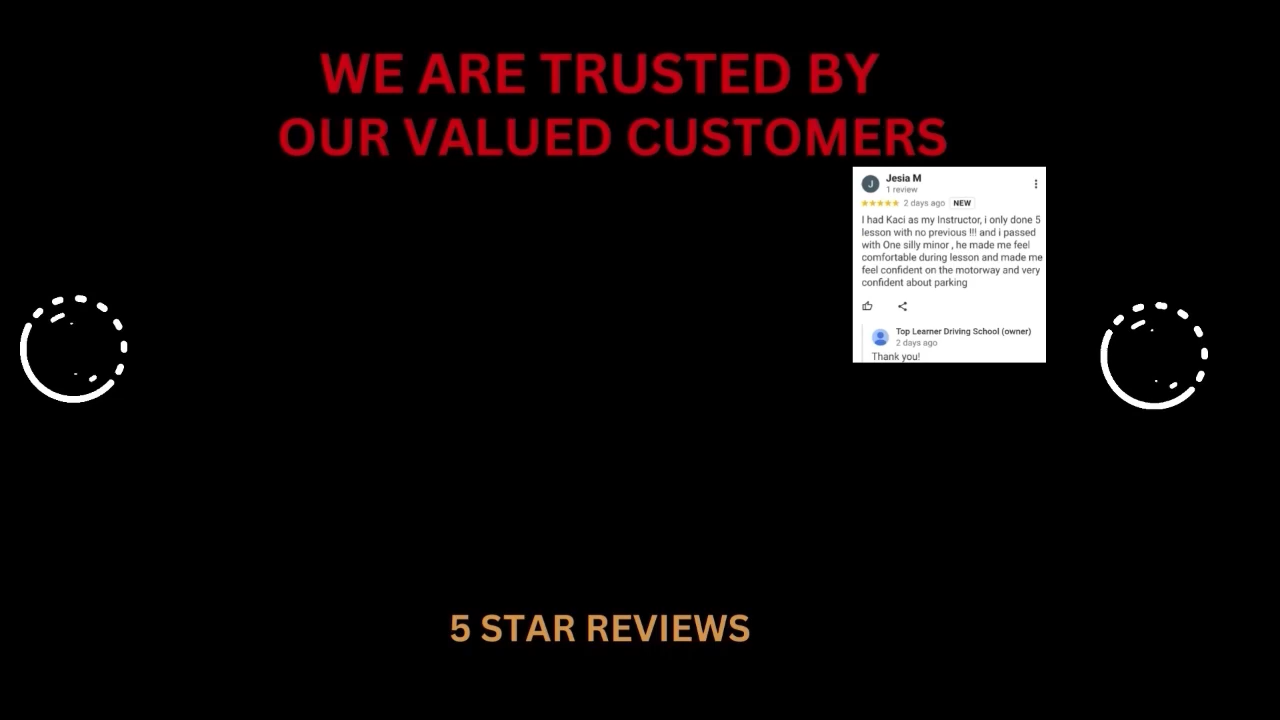 WE ARE TRUSTED BY
OUR VALUED CUSTOMERS
J
Jesia M
1 review
2 days ago NEW
I had Kaci as my Instructor, i only done 5
lesson with no previous !!! and i passed
with One silly minor , he made me feel
comfortable during lesson and made me
feel confident on the motorway and very
confident about parking
Top Learner Driving School (owner)
2 days ago
Thank you!
5 STAR REVIEWS